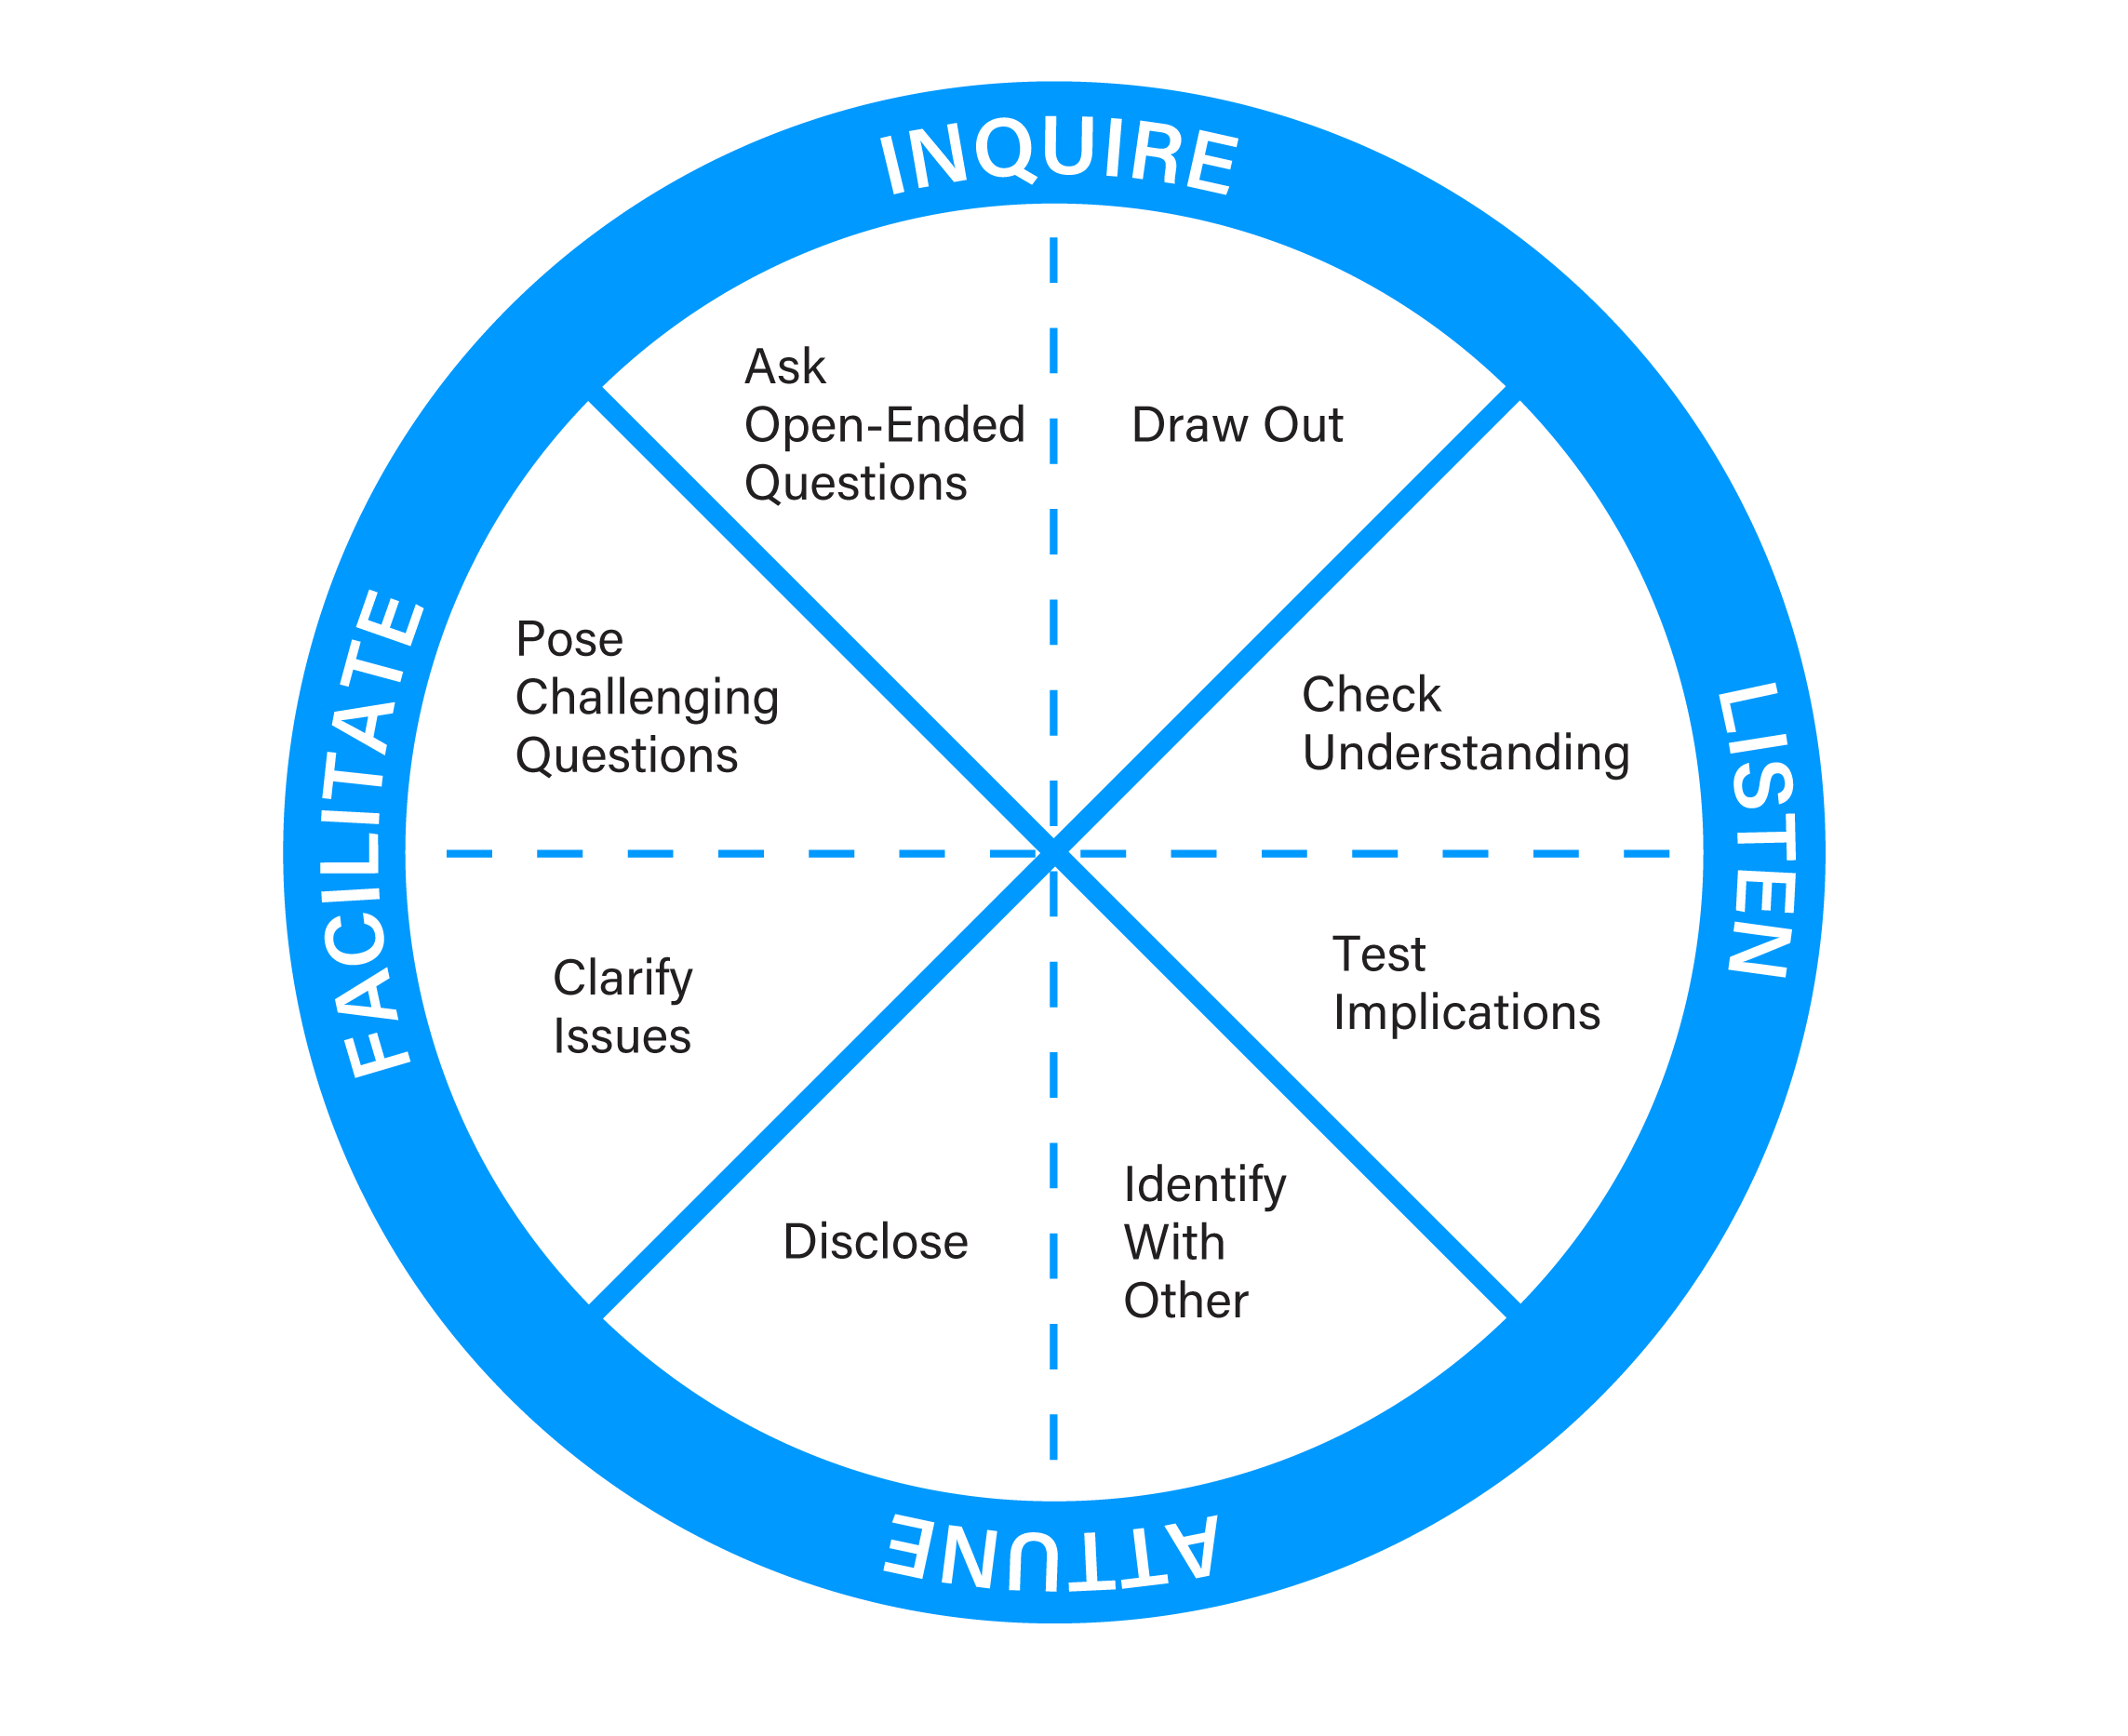 INQUIRE
Ask
Open-Ended
Questions
Draw Out
FACILITATE
Pose
Challenging
Questions
Check
Understanding
LISTEN
Clarify
Issues
Test
Implications
Disclose
Identify
With
Other
ATTUNE